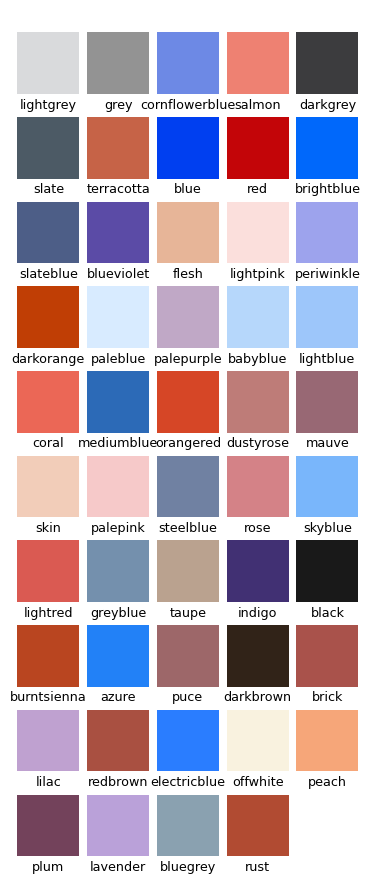 lightgrey grey cornflowerblue salmon darkgrey
slate terracotta blue red brightblue
slateblue blueviolet flesh lightpink periwinkle
darkorange paleblue palepurple babyblue lightblue
coral mediumblue orangered dustyrose mauve
skin palepink steelblue rose skyblue
lightred greyblue taupe indigo black
burntsienna azure puce darkbrown brick
lilac redbrown electricblue offwhite peach
plum lavender bluegrey rust